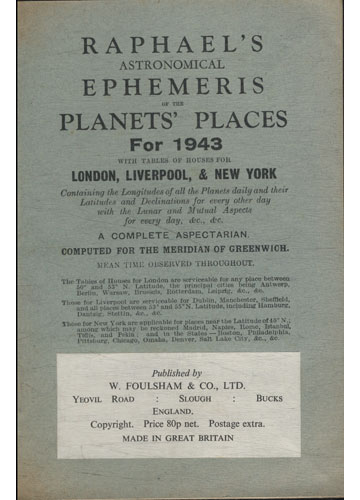 RAPHAEL'S
ASTRONOMICAL
EPHEMERIS
OF THE
PLANETS' PLACES
For 1943
WITH TABLES OF HOUSES FOR
LONDON, LIVERPOOL, & NEW YORK
Containing the Longitudes of all the Planets daily and their
Latitudes and Declinations for every other day
with the Lunar and Mutual Aspects
for every day, &c., &c.
A COMPLETE ASPECTARIAN.
COMPUTED FOR THE MERIDIAN OF GREENWICH.
MEAN TIME OBSERVED THROUGHOUT.
The Tables of Houses for London are serviceable for any place between
50° and 53° N. Latitude, the principal cities being Antwerp,
Berlin, Warsaw, Brussels, Rotterdam, Leipzig, &c., &c.
Those for Liverpool are serviceable for Dublin, Manchester, Sheffield,
and all places between 53° and 55° N. Latitude, including Hamburg,
Dantzig, Stettin, &c., &c.
Those for New York are applicable for places near the Latitude of 40° N.;
among which may be reckoned Madrid, Naples, Rome, Istanbul,
Tiflis, and Pekin; and in the States—Boston, Philadelphia,
Pittsburg, Chicago, Omaha, Denver, Salt Lake City, &c., &c.
Published by
W. FOULSHAM & CO., LTD.
YEOVIL ROAD : SLOUGH : BUCKS
ENGLAND.
Copyright. Price 80p net. Postage extra.
MADE IN GREAT BRITAIN